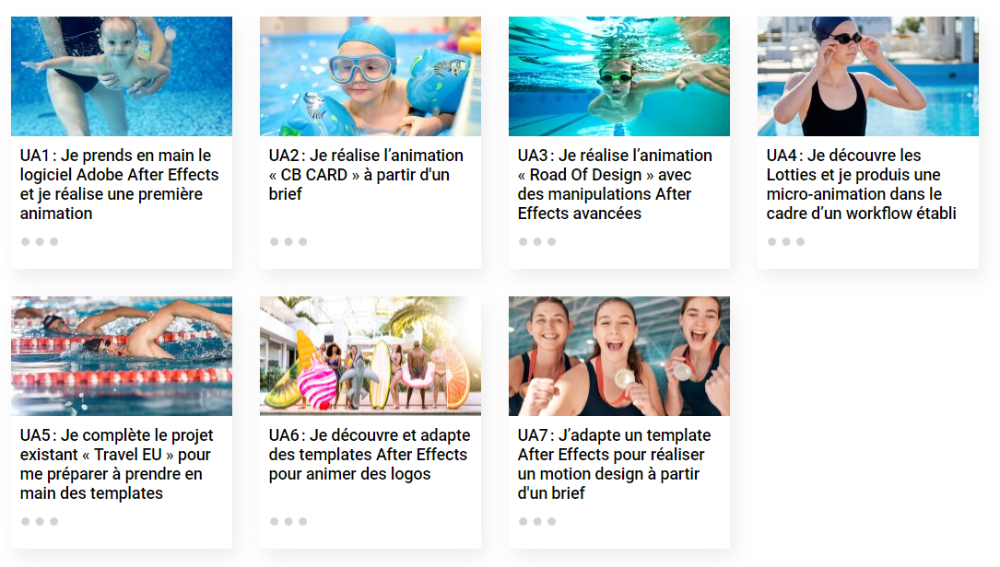 UA1 : Je prends en main le
logiciel Adobe After Effects
et je réalise une première
animation
UA2 : Je réalise l’animation
« CB CARD » à partir d'un
brief
UA3 : Je réalise l’animation
« Road Of Design » avec
des manipulations After
Effects avancées
UA4 : Je découvre les
Lotties et je produis une
micro-animation dans le
cadre d’un workflow établi
UA5 : Je complète le projet
existant « Travel EU » pour
me préparer à prendre en
main des templates
UA6 : Je découvre et adapte
des templates After Effects
pour animer des logos
UA7 : J’adapte un template
After Effects pour réaliser
un motion design à partir
d'un brief